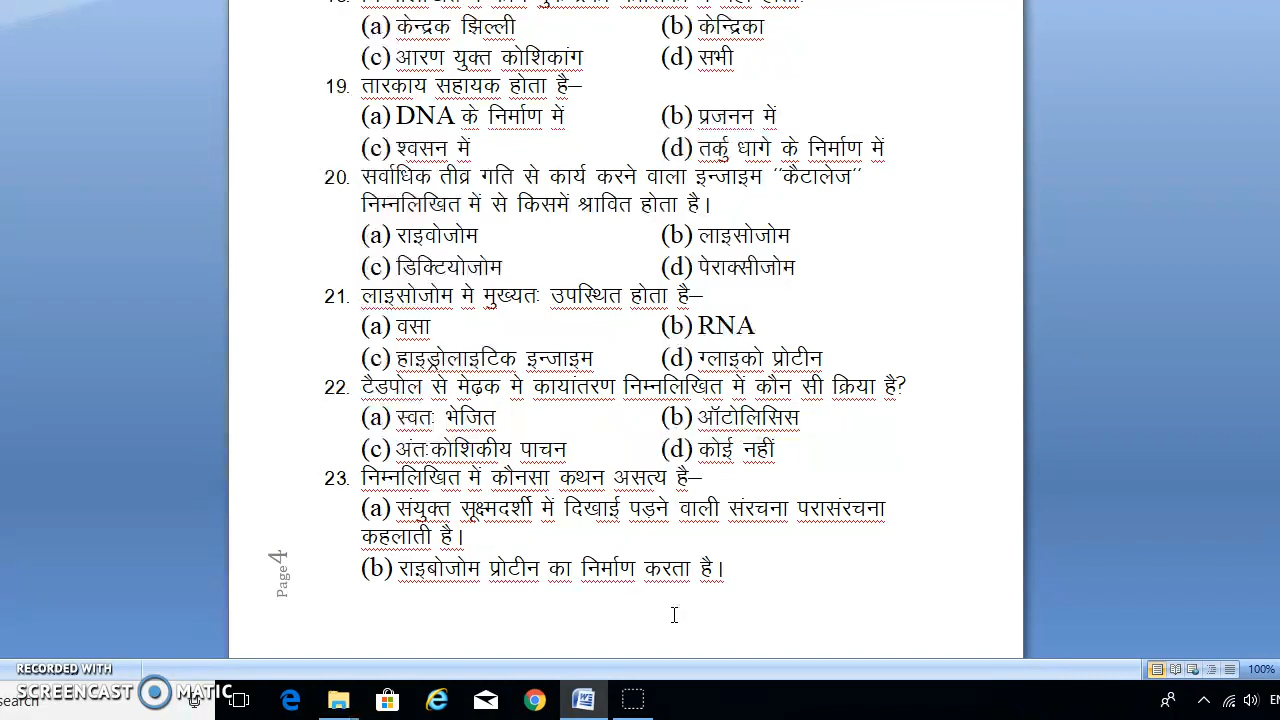 (a) केन्द्रक झिल्ली (b) केन्द्रिका
(c) आरण युक्त कोशिकांग (d) सभी
19. तारकाय सहायक होता है–
(a) DNA के निर्माण में (b) प्रजनन में
(c) श्वसन में (d) तर्कु धागे के निर्माण में
20. सर्वाधिक तीव्र गति से कार्य करने वाला इन्जाइम ‘‘कैटालेज‘‘
निम्नलिखित में से किसमें श्रावित होता है।
(a) राइवोजोम (b) लाइसोजोम
(c) डिक्टियोजोम (d) पेराक्सीजोम
21. लाइसोजोम मे मुख्यतः उपस्थित होता है–
(a) वसा (b) RNA
(c) हाइड्रोलाइटिक इन्जाइम (d) ग्लाइको प्रोटीन
22. टैडपोल से मेढ़क मे कायांतरण निम्नलिखित में कौन सी क्रिया है?
(a) स्वतः भेजित (b) ऑटोलिसिस
(c) अंतःकोशिकीय पाचन (d) कोई नहीं
23. निम्नलिखित में कौनसा कथन असत्य है–
(a) संयुक्त सूक्ष्मदर्शी में दिखाई पड़ने वाली संरचना परासंरचना
कहलाती है।
(b) राइबोजोम प्रोटीन का निर्माण करता है।
Page 4
100%
RECORDED WITH
SCREENCAST MATIC
search